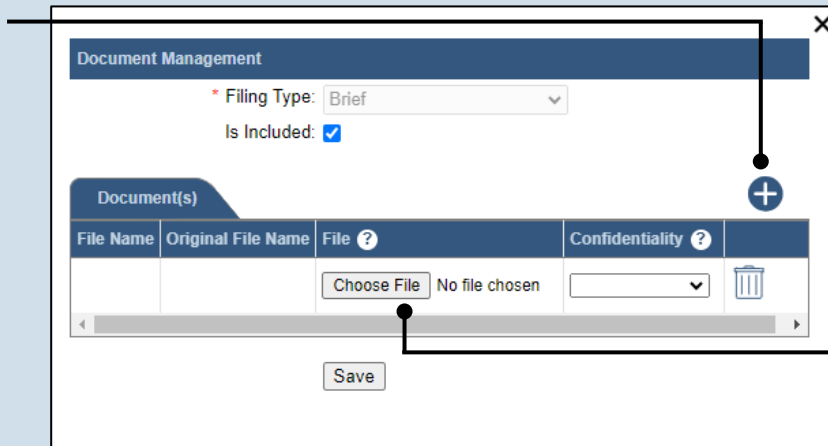 Document Management
* Filing Type: Brief
Is Included:
Document(s)
File Name Original File Name File ? Confidentiality ?
Choose File No file chosen
Save